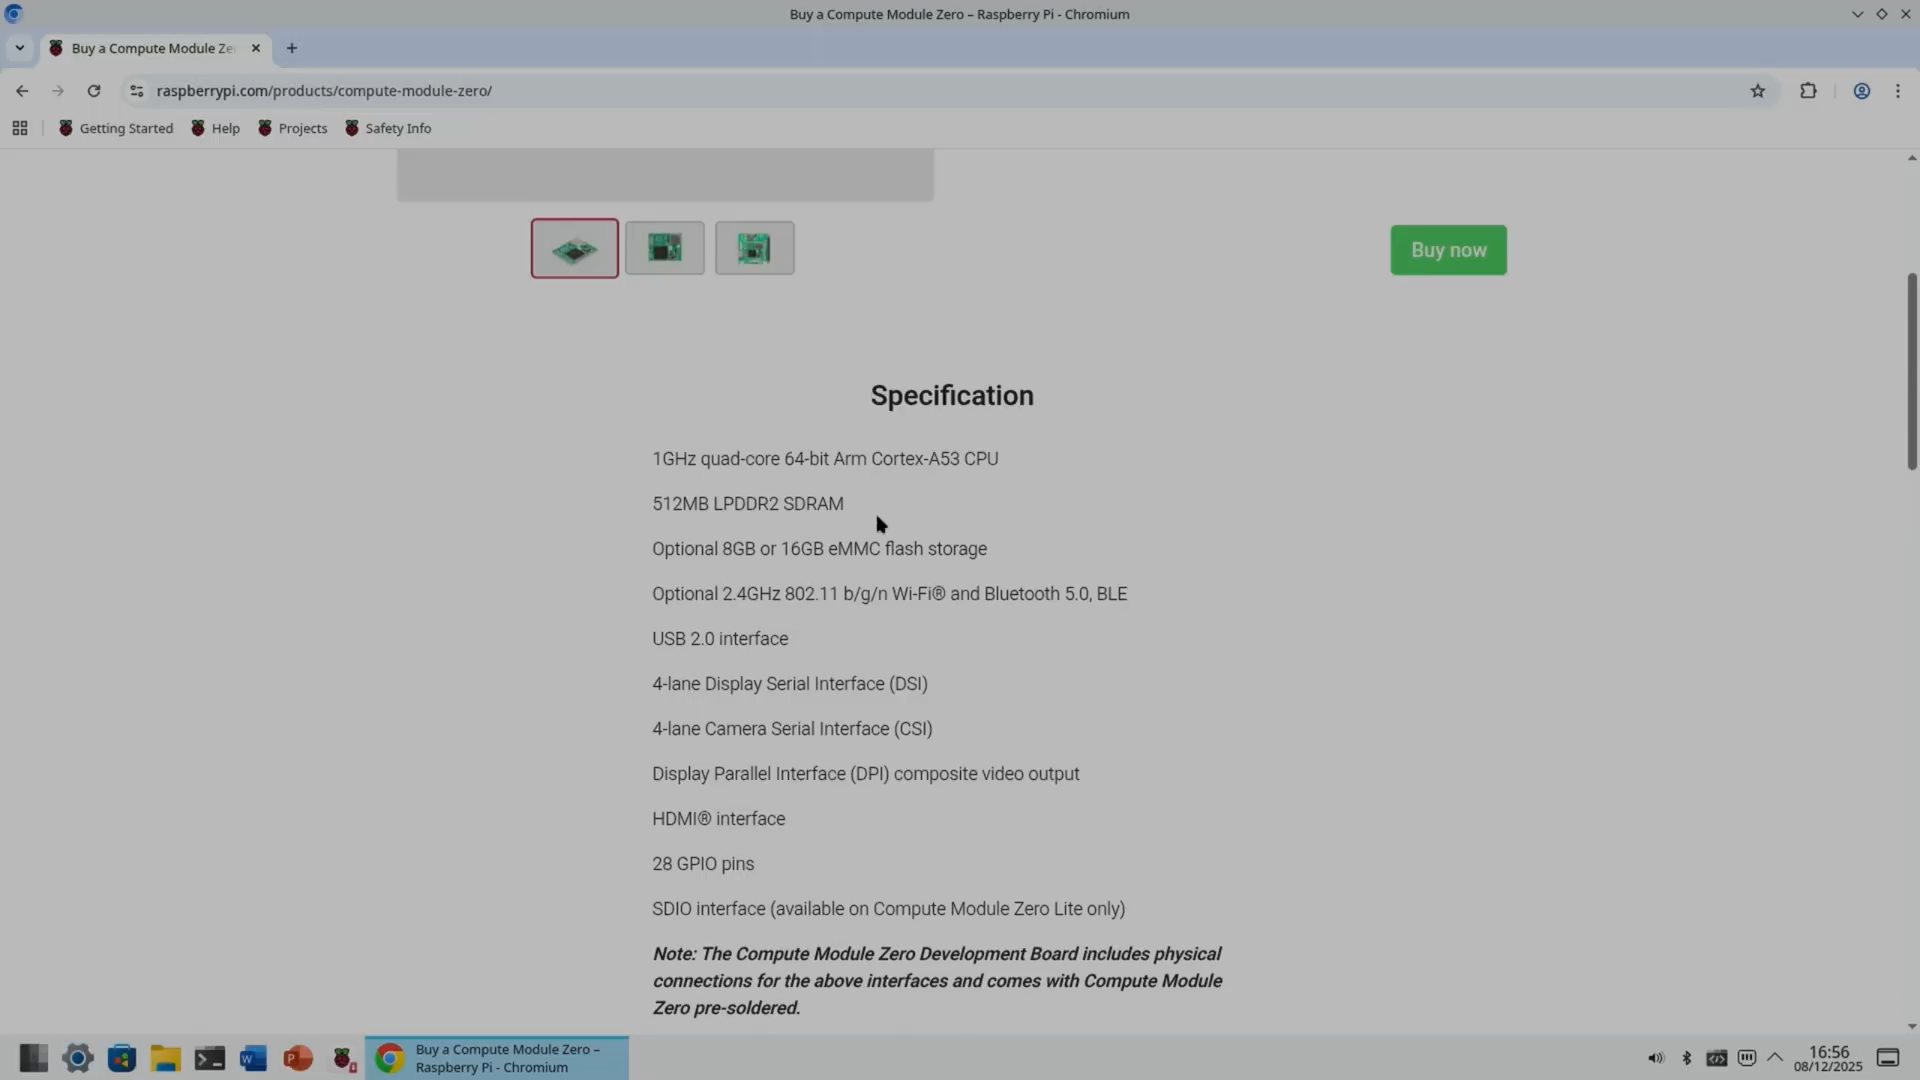 Buy a Compute Module Zero – Raspberry Pi - Chromium
Buy a Compute Module Ze
raspberrypi.com/products/compute-module-zero/
Getting Started
Help
Projects
Safety Info
Buy now
Specification
1GHz quad-core 64-bit Arm Cortex-A53 CPU
512MB LPDDR2 SDRAM
Optional 8GB or 16GB eMMC flash storage
Optional 2.4GHz 802.11 b/g/n Wi-Fi® and Bluetooth 5.0, BLE
USB 2.0 interface
4-lane Display Serial Interface (DSI)
4-lane Camera Serial Interface (CSI)
Display Parallel Interface (DPI) composite video output
HDMI® interface
28 GPIO pins
SDIO interface (available on Compute Module Zero Lite only)
Note: The Compute Module Zero Development Board includes physical
connections for the above interfaces and comes with Compute Module
Zero pre-soldered.
W
P
Buy a Compute Module Zero –
Raspberry Pi - Chromium
16:56
08/12/2025